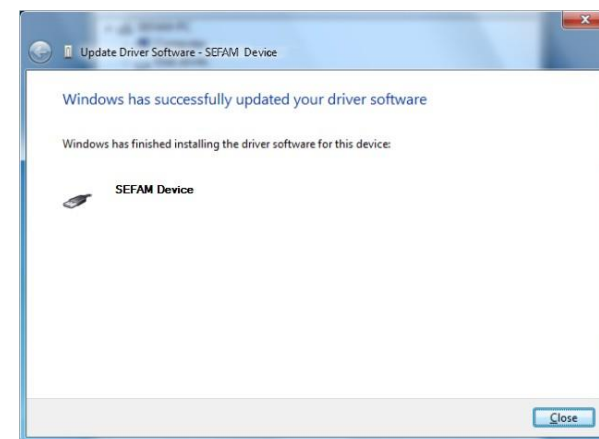 Update Driver Software - SEFAM Device
Windows has successfully updated your driver software
Windows has finished installing the driver software for this device:
SEFAM Device
Close